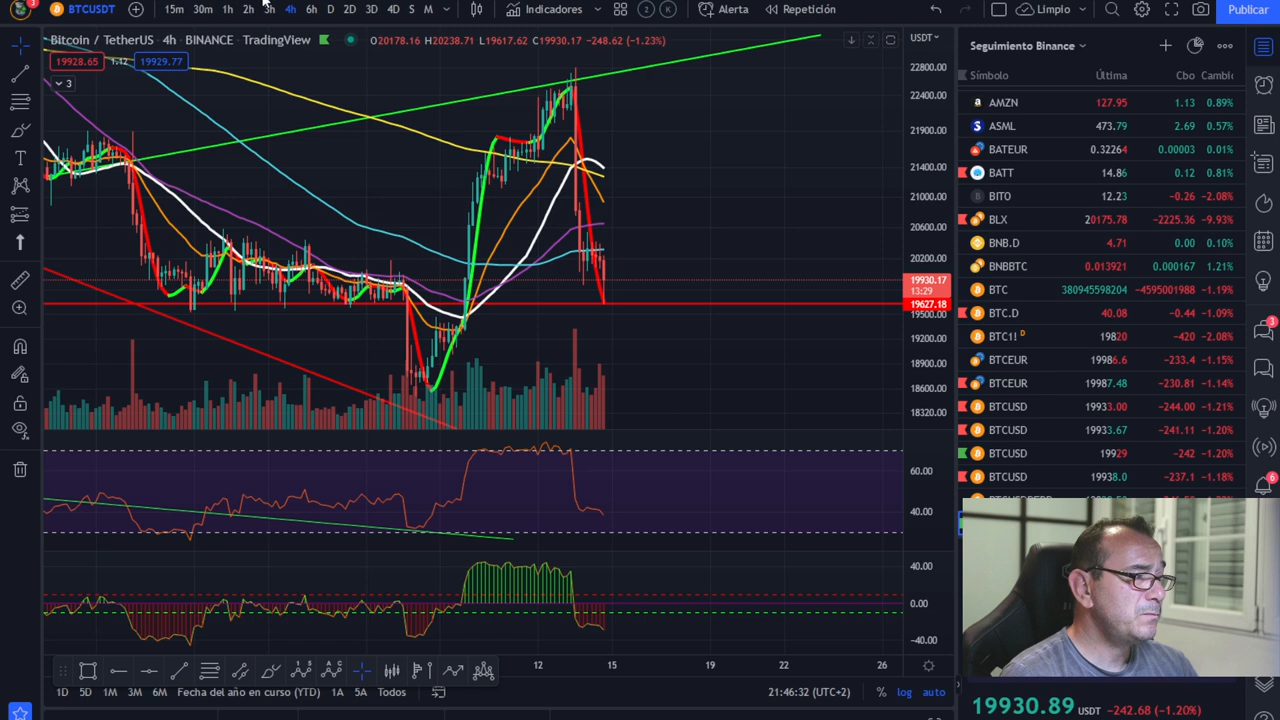 3 BTCUSDT 15m 30m 1h 2h 3h 4h 6h D 2D 3D 4D S M Indicadores 2 K Alerta Repetición Limpio Publicar
Bitcoin / TetherUS · 4h · BINANCE · TradingView O20178.16 H20238.71 L19617.62 C19930.17 -248.62 (-1.23%) USDT
19928.65 1.12 19929.77
3
22800.00
22400.00
21900.00
21400.00
21000.00
20600.00
20200.00
19930.17
13:29
19627.18
19500.00
19200.00
18900.00
18600.00
18320.00
60.00
40.00
40.00
0.00
-40.00
12 15 19 22 26
1D 5D 1M 3M 6M Fecha del año en curso (YTD) 1A 5A Todos 21:46:32 (UTC+2) % log auto
Seguimiento Binance
Símbolo Última Cbo Cambic
AMZN 127.95 1.13 0.89%
ASML 473.79 2.69 0.57%
BATEUR 0.32264 0.00003 0.01%
BATT 14.86 0.12 0.81%
BITO 12.23 -0.26 -2.08%
BLX 20175.78 -2225.36 -9.93%
BNB.D 4.71 0.00 0.10%
BNBBTC 0.013921 0.000167 1.21%
BTC 380945598204 -4595001988 -1.19%
BTC.D 40.08 -0.44 -1.09%
BTC1! D 19820 -420 -2.08%
BTCEUR 19986.6 -233.4 -1.15%
BTCEUR 19987.48 -230.81 -1.14%
BTCUSD 19933.00 -244.00 -1.21%
BTCUSD 19933.67 -241.11 -1.20%
BTCUSD 19929 -242 -1.20%
BTCUSD 19938.0 -237.1 -1.18%
19930.89 USDT -242.68 (-1.20%)
3
6